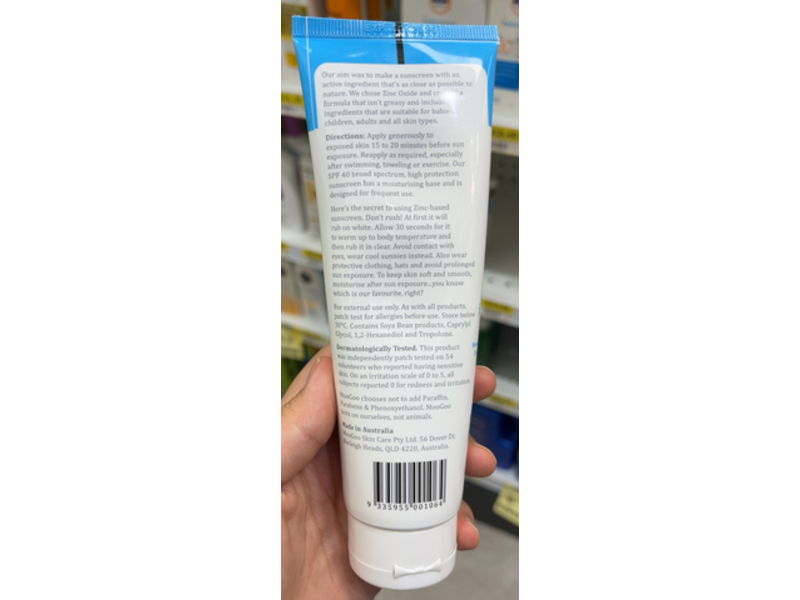 Our aim was to make a sunscreen with an
active ingredient that's as close as possible to
nature. We chose Zinc Oxide and a
formula that isn't greasy and
ingredients that are suitable for
children, adults and all skin types.
Directions: Apply generously to
exposed skin 15 to 20 minutes before sun
exposure. Reapply as required, especially
after swimming, toweling or exercise. Our
SPF 40 broad spectrum, high protection
sunscreen has a moisturising base and is
designed for frequent use.
Here's the secret to using Zinc-based
sunscreen. Don't rush! At first it will
rub on white. Allow 30 seconds for it
to warm up to body temperature and
then rub it in clear. Avoid contact with
eyes, wear cool sunnies instead. Also wear
protective clothing, hats and avoid prolonged
sun exposure. To keep skin soft and smooth,
moisturise after sun exposure...you know
which is our favourite, right?
For external use only. As with all products,
patch test for allergies before use. Store below
30°C. Contains Soya Bean products, Caprylyl
Glycol, 1,2-Hexanediol and Tropolone.
Dermatologically Tested. This product
was independently patch tested on 54
volunteers who reported having sensitive
skin. On an irritation scale of 0 to 5, all
subjects reported 0 for redness and irritation.
MooGoo chooses not to add Paraffin,
Parabens & Phenoxyethanol. MooGoo
tests on ourselves, not animals.
Made in Australia
MooGoo Skin Care Pty Ltd. 56 Dover Dr,
Burleigh Heads, QLD 4220, Australia.
9 335955 001064